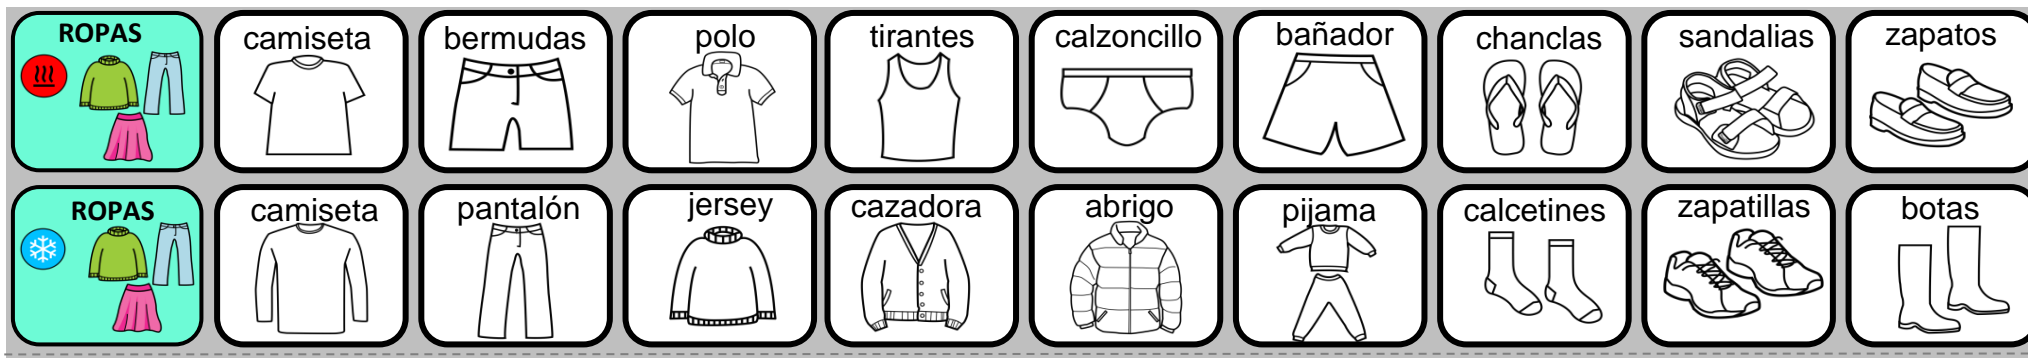 ROPAS
camiseta
bermudas
polo
tirantes
calzoncillo
bañador
chanclas
sandalias
zapatos
ROPAS
camiseta
pantalón
jersey
cazadora
abrigo
pijama
calcetines
zapatillas
botas